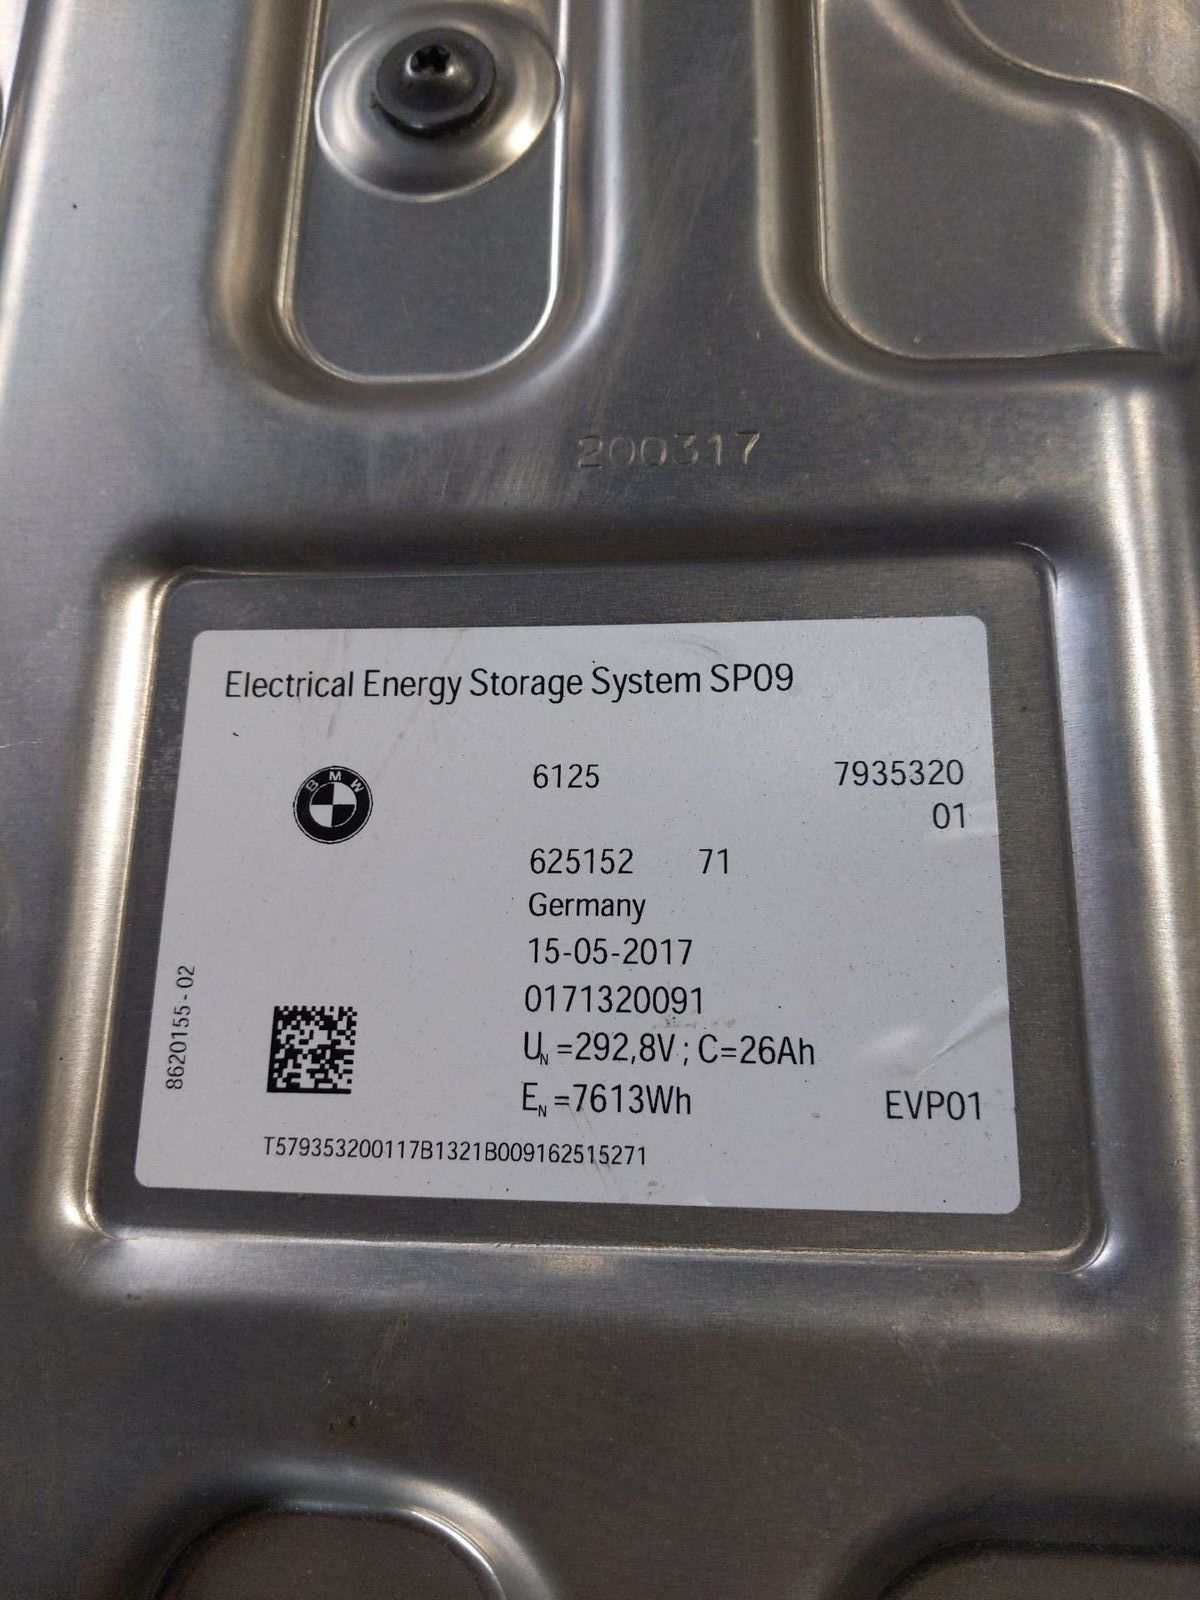 200317
Electrical Energy Storage System SP09
BMW
6125 7935320
01
625152 71
Germany
15-05-2017
0171320091
UN =292,8V ; C=26Ah
EN =7613Wh EVP01
8620155-02
T579353200117B1321B009162515271